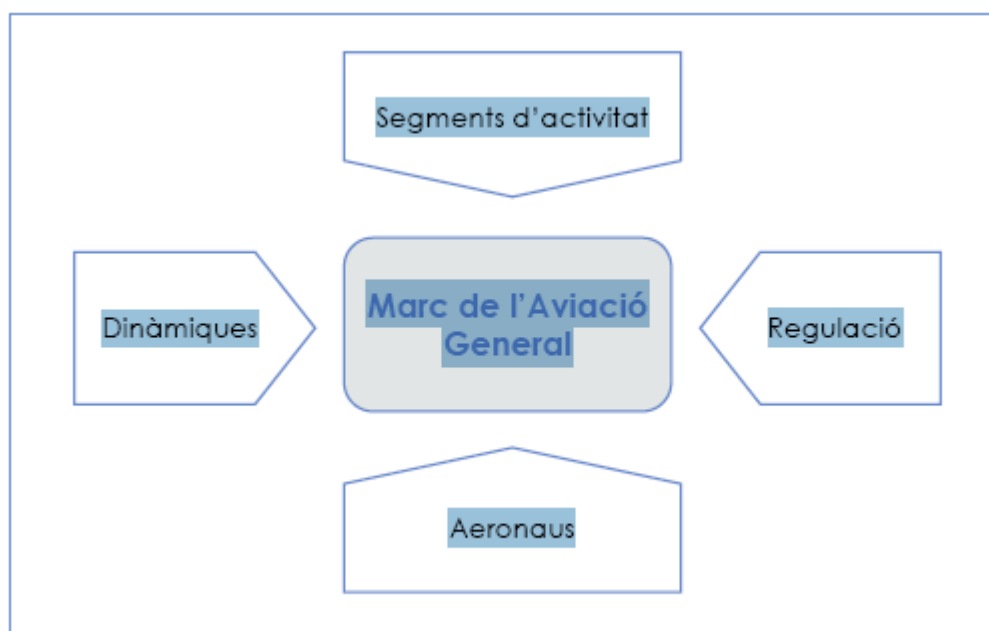 Segments d'activitat
Dinàmiques
Marc de l'Aviació
General
Regulació
Aeronaus